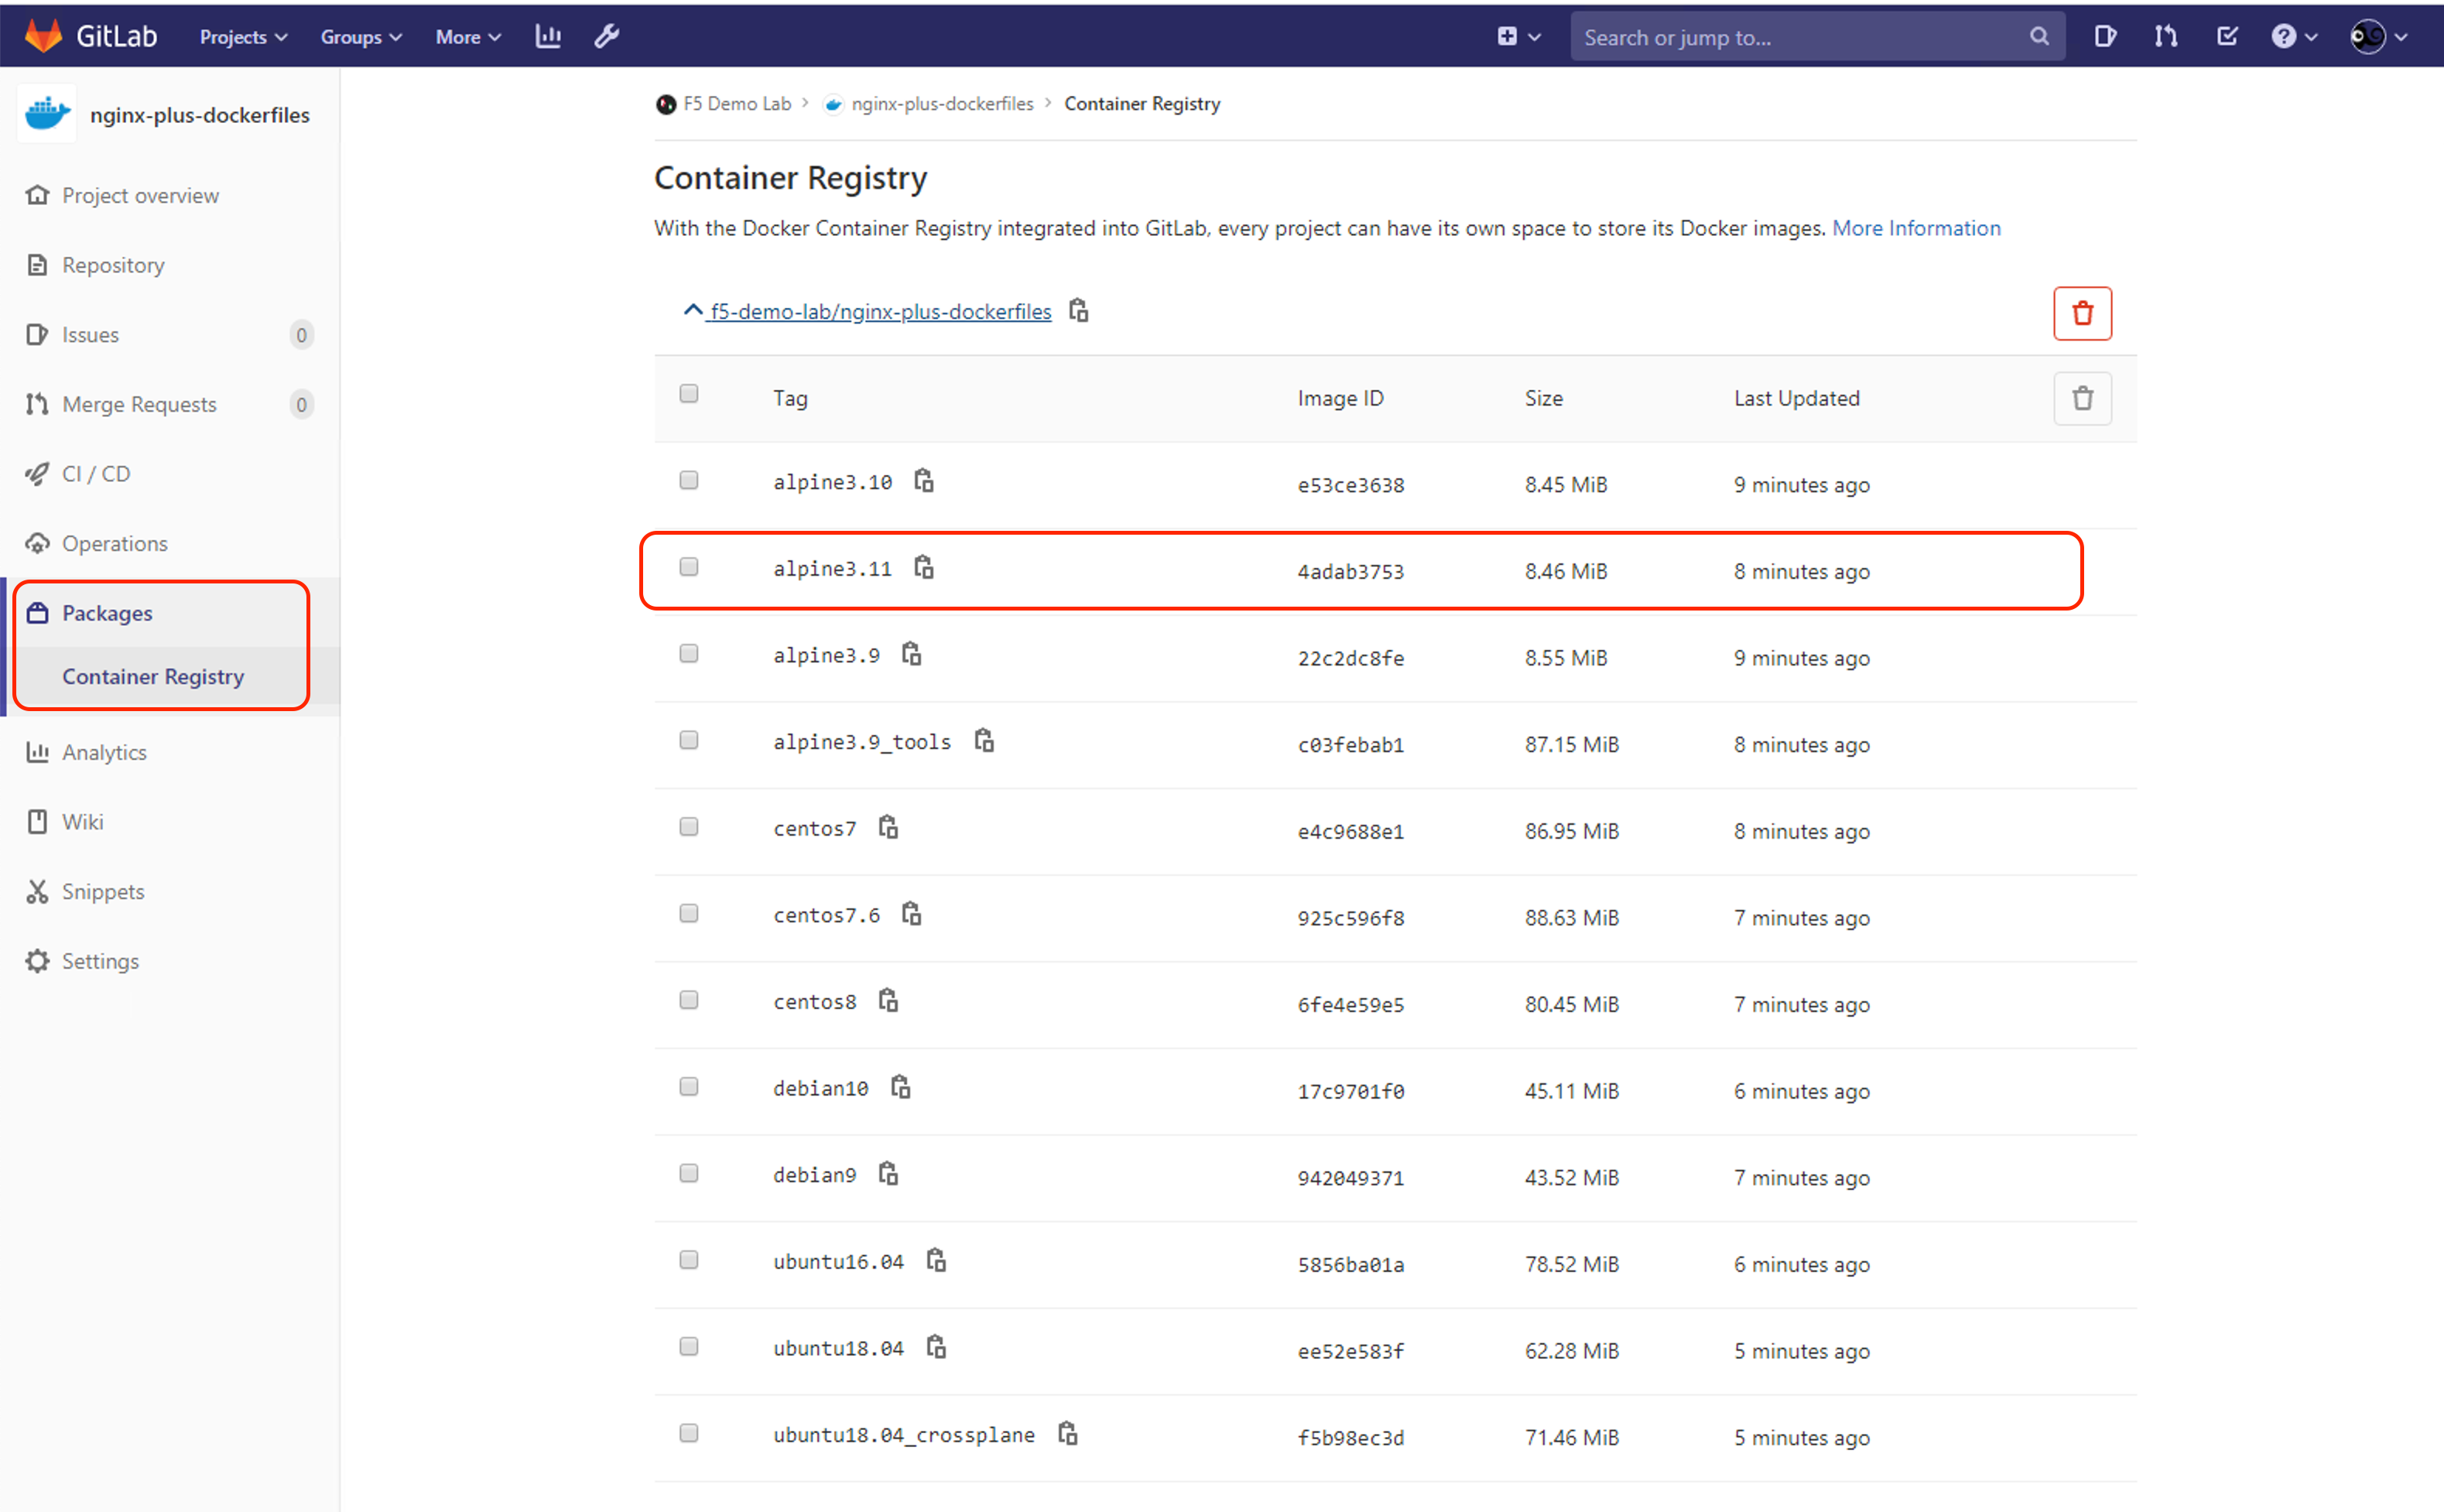 GitLab Projects Groups More Search or jump to...
nginx-plus-dockerfiles
Project overview
Repository
Issues 0
Merge Requests 0
CI / CD
Operations
Packages
Container Registry
Analytics
Wiki
Snippets
Settings
F5 Demo Lab > nginx-plus-dockerfiles > Container Registry
Container Registry
With the Docker Container Registry integrated into GitLab, every project can have its own space to store its Docker images. More Information
f5-demo-lab/nginx-plus-dockerfiles
Tag Image ID Size Last Updated
alpine3.10 e53ce3638 8.45 MiB 9 minutes ago
alpine3.11 4adab3753 8.46 MiB 8 minutes ago
alpine3.9 22c2dc8fe 8.55 MiB 9 minutes ago
alpine3.9_tools c03febab1 87.15 MiB 8 minutes ago
centos7 e4c9688e1 86.95 MiB 8 minutes ago
centos7.6 925c596f8 88.63 MiB 7 minutes ago
centos8 6fe4e59e5 80.45 MiB 7 minutes ago
debian10 17c9701f0 45.11 MiB 6 minutes ago
debian9 942049371 43.52 MiB 7 minutes ago
ubuntu16.04 5856ba01a 78.52 MiB 6 minutes ago
ubuntu18.04 ee52e583f 62.28 MiB 5 minutes ago
ubuntu18.04_crossplane f5b98ec3d 71.46 MiB 5 minutes ago